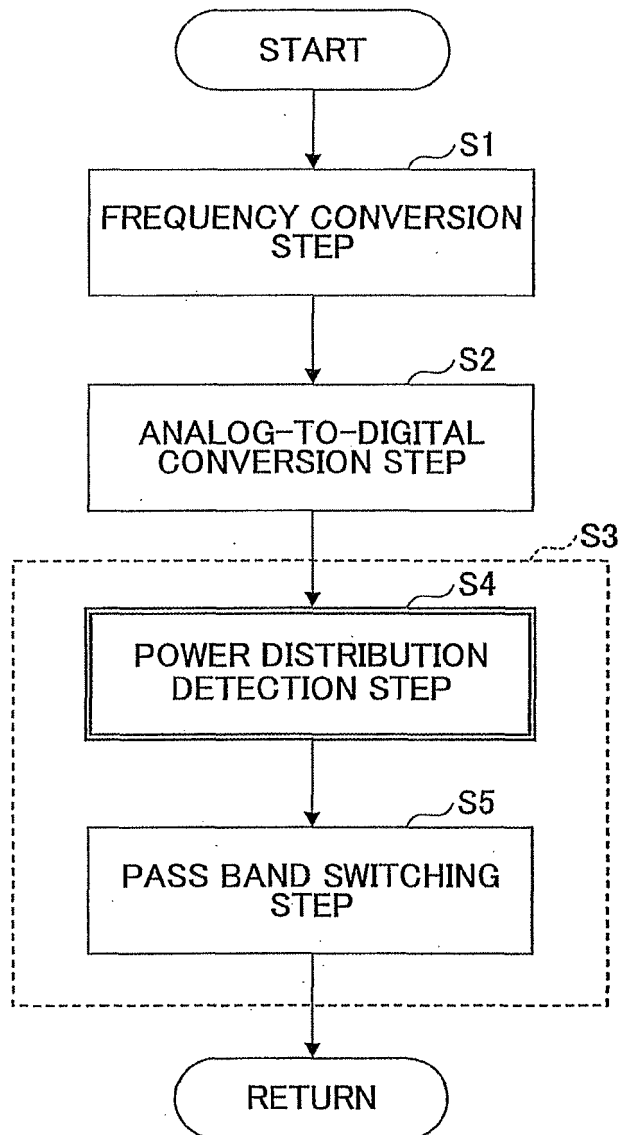 START
S1
FREQUENCY CONVERSION
STEP
S2
ANALOG-TO-DIGITAL
CONVERSION STEP
S3
S4
POWER DISTRIBUTION
DETECTION STEP
S5
PASS BAND SWITCHING
STEP
RETURN